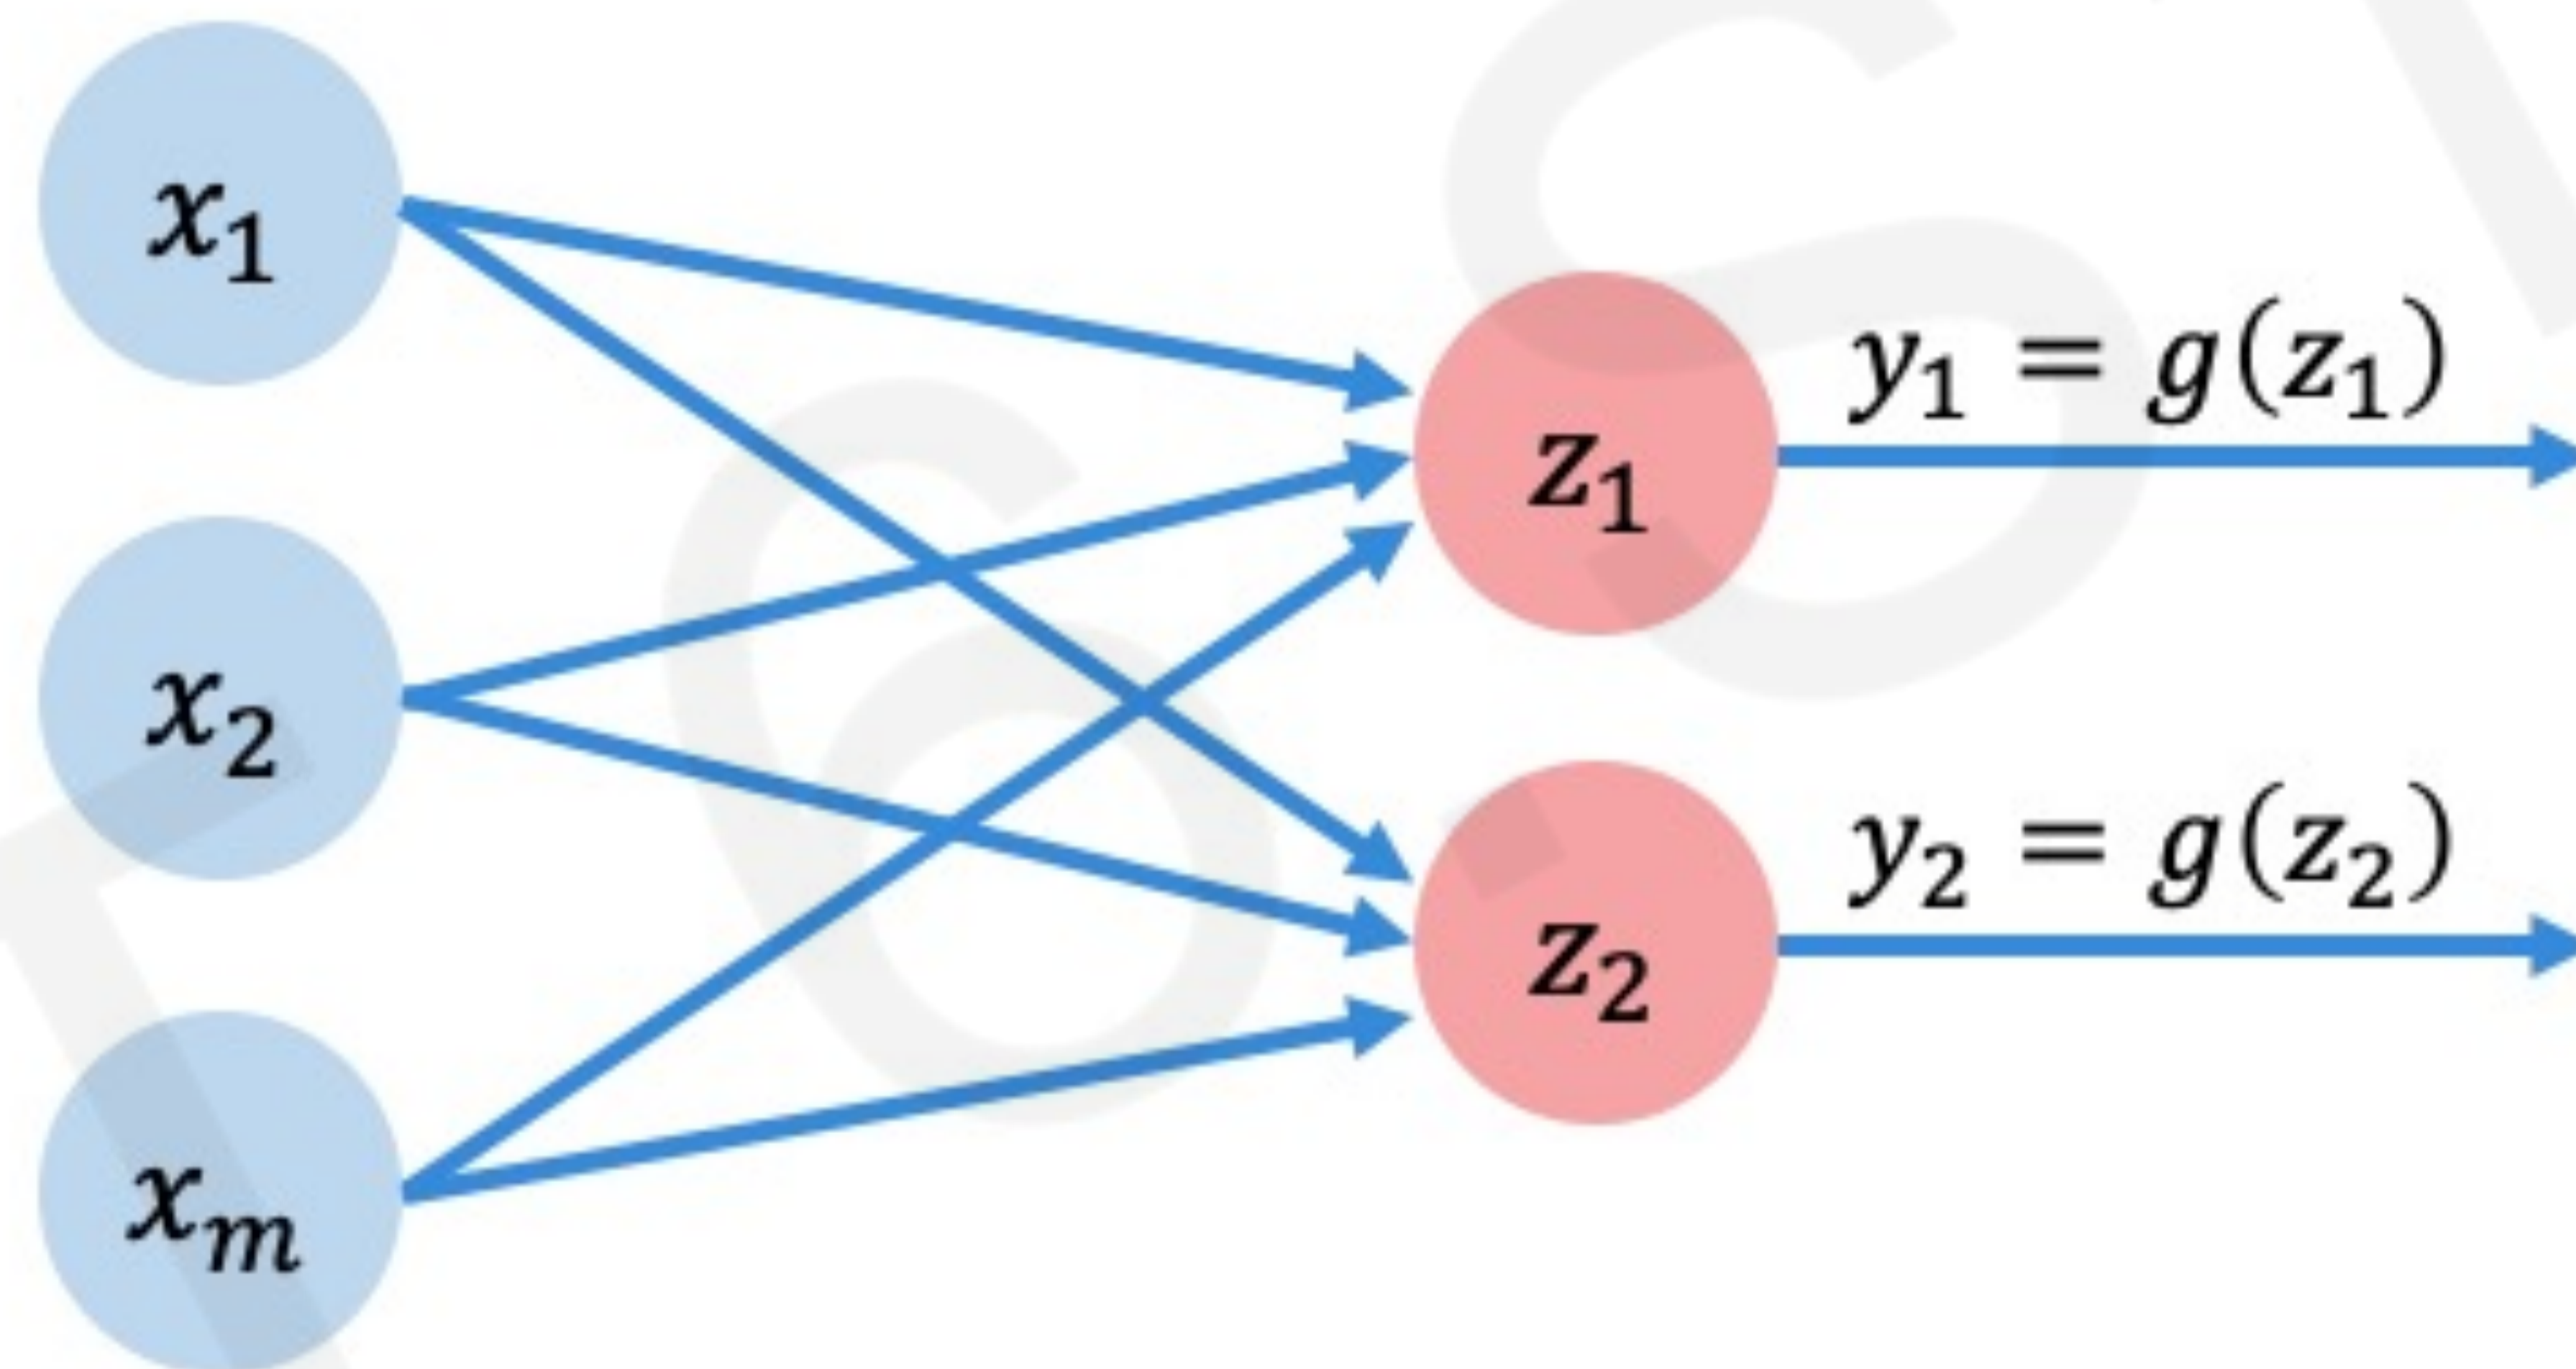 x₁
z₁
y₁ = g(z₁)
x₂
z₂
y₂ = g(z₂)
xₘ